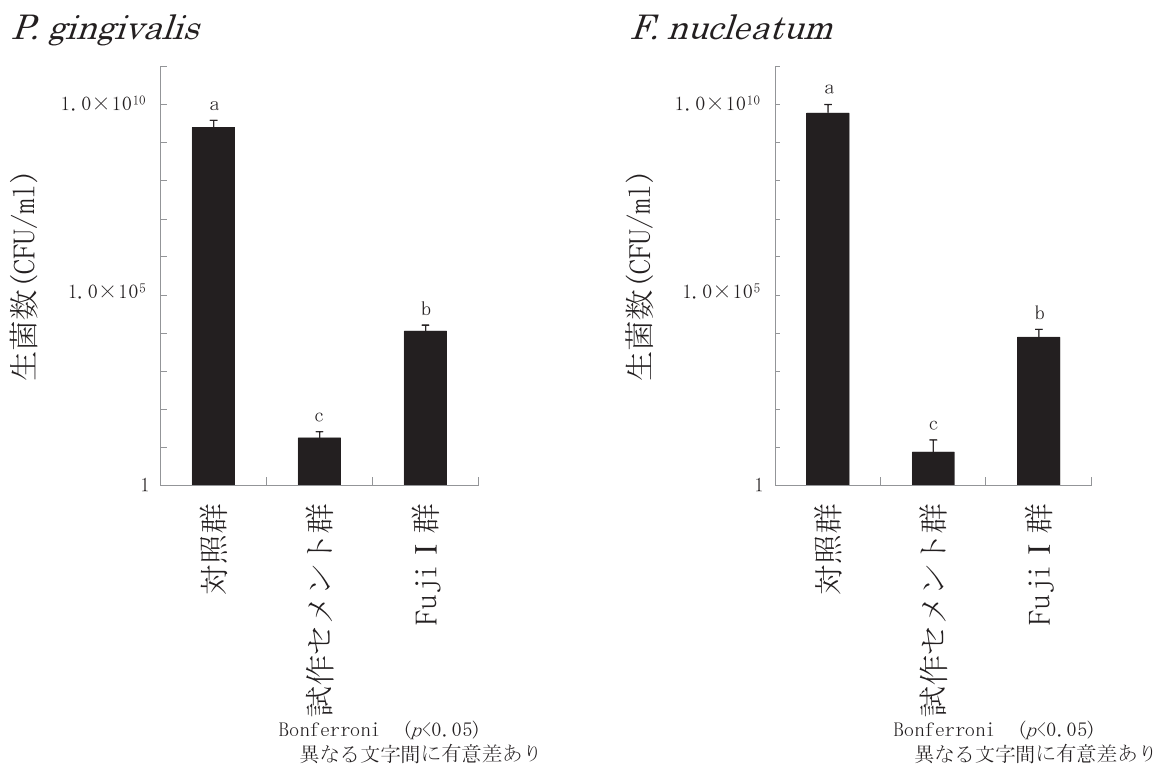 P. gingivalis
生菌数(CFU/ml)
1.0×10¹⁰
1.0×10⁵
1
a
c
b
対照群
試作セメント群
Fuji I 群
Bonferroni (p<0.05)
異なる文字間に有意差あり
F. nucleatum
生菌数(CFU/ml)
1.0×10¹⁰
1.0×10⁵
1
a
c
b
対照群
試作セメント群
Fuji I 群
Bonferroni (p<0.05)
異なる文字間に有意差あり